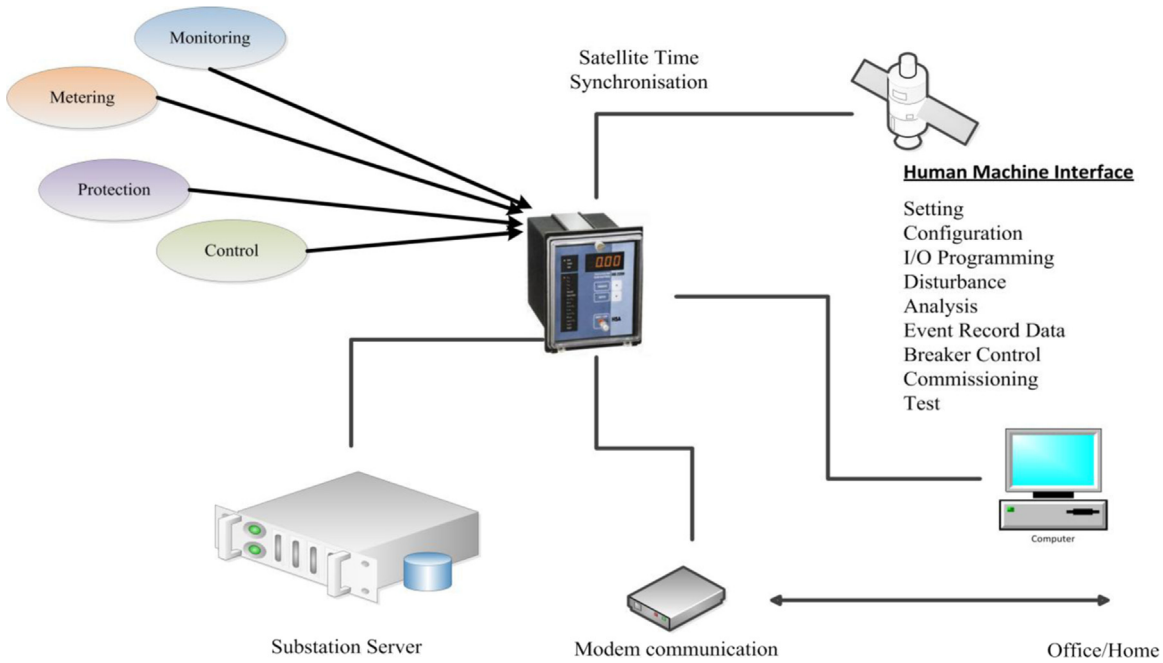 Monitoring
Metering
Protection
Control
Satellite Time
Synchronisation
0.00
Human Machine Interface
Setting
Configuration
I/O Programming
Disturbance
Analysis
Event Record Data
Breaker Control
Commissioning
Test
Computer
Substation Server
Modem communication
Office/Home